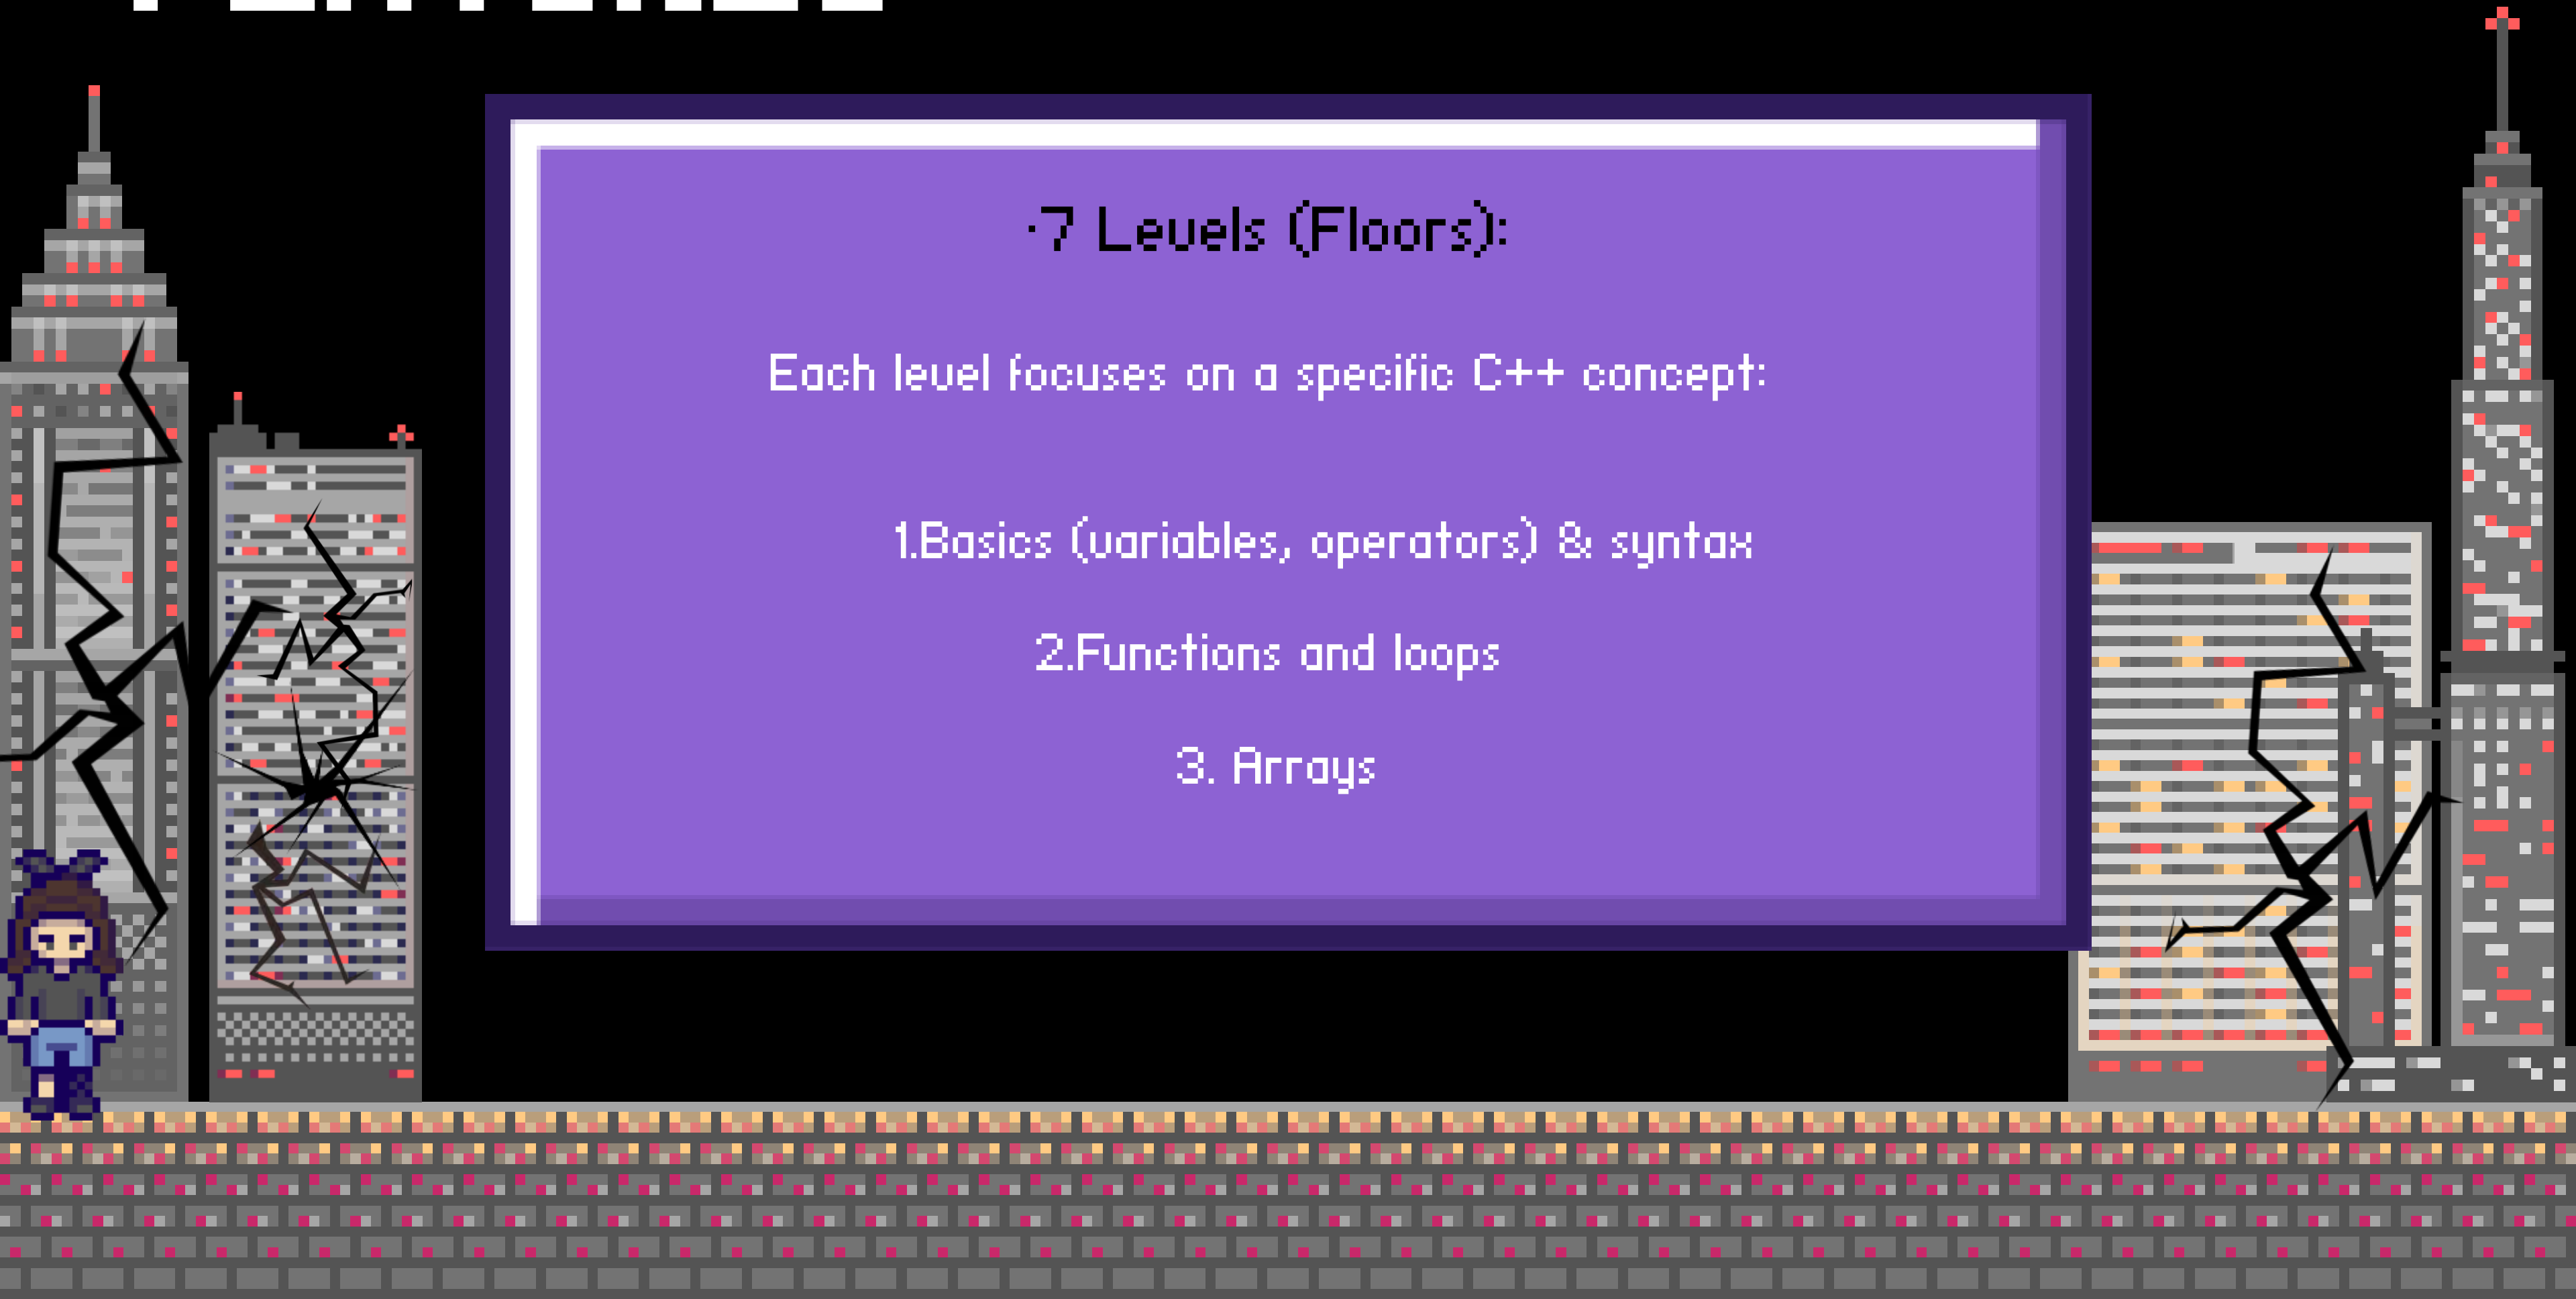 ·7 Levels (Floors):
Each level focuses on a specific C++ concept:
1.Basics (variables, operators) & syntax
2.Functions and loops
3. Arrays